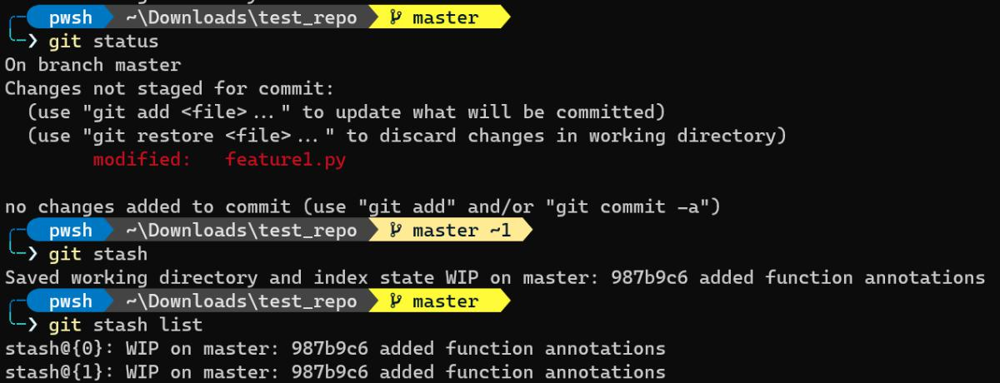 pwsh ~\Downloads\test_repo master
❯ git status
On branch master
Changes not staged for commit:
(use "git add <file>..." to update what will be committed)
(use "git restore <file>..." to discard changes in working directory)
modified: feature1.py
no changes added to commit (use "git add" and/or "git commit -a")
pwsh ~\Downloads\test_repo master ~1
❯ git stash
Saved working directory and index state WIP on master: 987b9c6 added function annotations
pwsh ~\Downloads\test_repo master
❯ git stash list
stash@{0}: WIP on master: 987b9c6 added function annotations
stash@{1}: WIP on master: 987b9c6 added function annotations